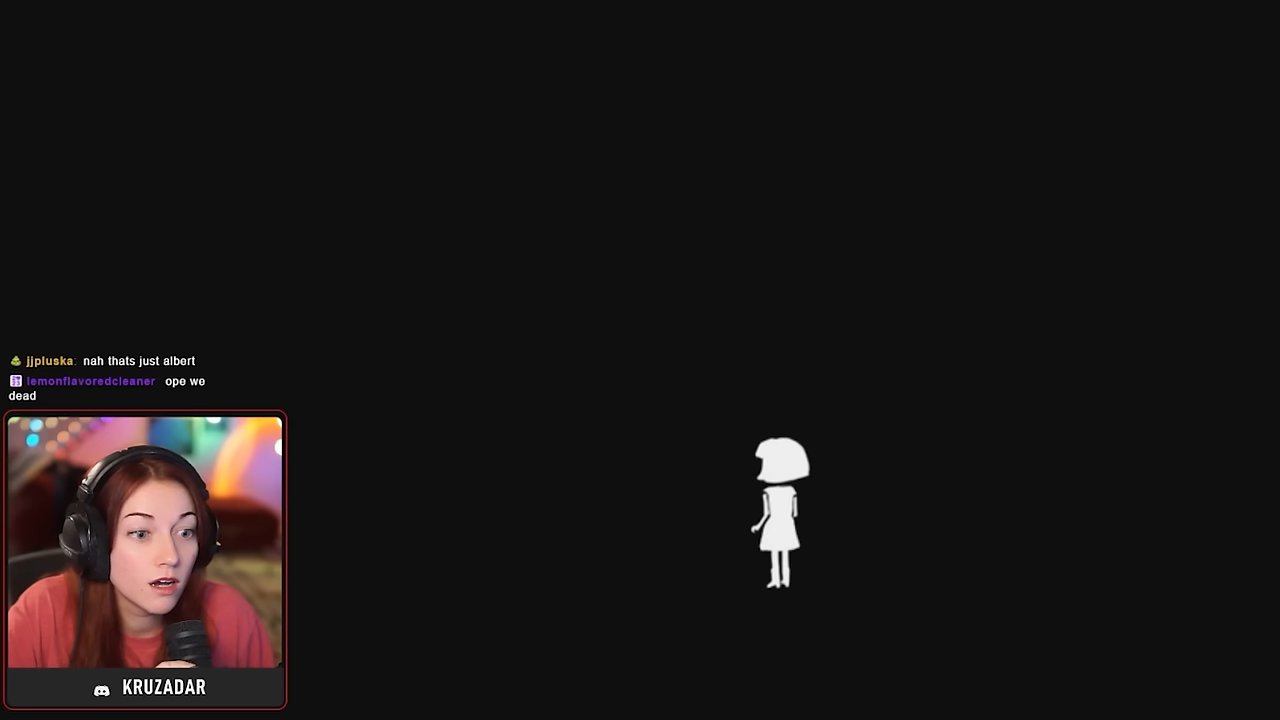 jjpluska: nah thats just albert
lemonflavoredcleaner ope we
dead
KRUZADAR